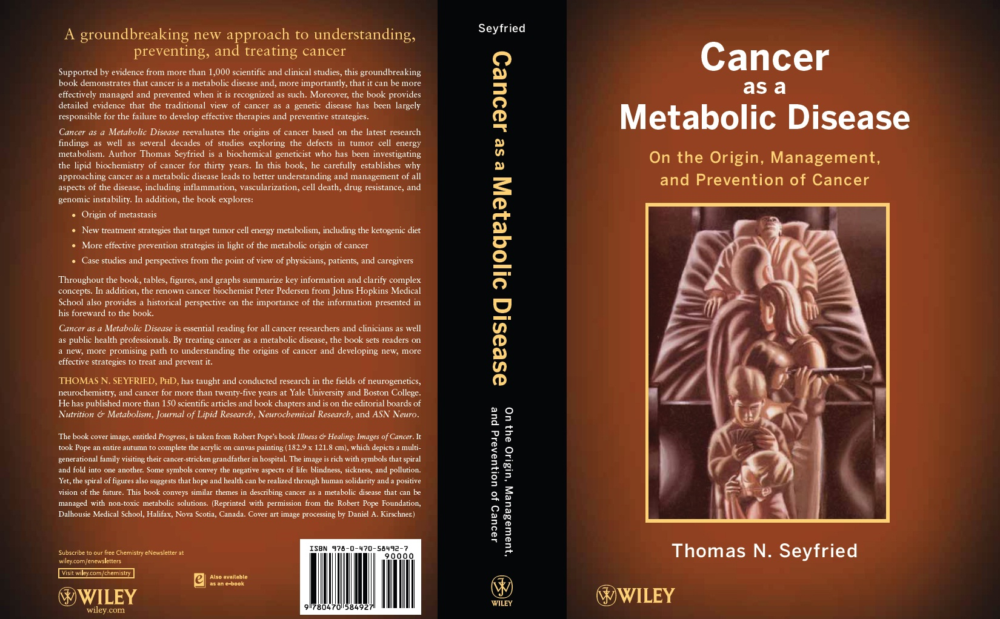 A groundbreaking new approach to understanding,
preventing, and treating cancer
Supported by evidence from more than 1,000 scientific and clinical studies, this groundbreaking
book demonstrates that cancer is a metabolic disease and, more importantly, that it can be more
effectively managed and prevented when it is recognized as such. Moreover, the book provides
detailed evidence that the traditional view of cancer as a genetic disease has been largely
responsible for the failure to develop effective therapies and preventive strategies.
Cancer as a Metabolic Disease reevaluates the origins of cancer based on the latest research
findings as well as several decades of studies exploring the defects in tumor cell energy
metabolism. Author Thomas Seyfried is a biochemical geneticist who has been investigating
the lipid biochemistry of cancer for thirty years. In this book, he carefully establishes why
approaching cancer as a metabolic disease leads to better understanding and management of all
aspects of the disease, including inflammation, vascularization, cell death, drug resistance, and
genomic instability. In addition, the book explores:
• Origin of metastasis
• New treatment strategies that target tumor cell energy metabolism, including the ketogenic diet
• More effective prevention strategies in light of the metabolic origin of cancer
• Case studies and perspectives from the point of view of physicians, patients, and caregivers
Throughout the book, tables, figures, and graphs summarize key information and clarify complex
concepts. In addition, the renown cancer biochemist Peter Pedersen from Johns Hopkins Medical
School also provides a historical perspective on the importance of the information presented in
his foreward to the book.
Cancer as a Metabolic Disease is essential reading for all cancer researchers and clinicians as well
as public health professionals. By treating cancer as a metabolic disease, the book sets readers on
a new, more promising path to understanding the origins of cancer and developing new, more
effective strategies to treat and prevent it.
THOMAS N. SEYFRIED, PHD, has taught and conducted research in the fields of neurogenetics,
neurochemistry, and cancer for more than twenty-five years at Yale University and Boston College.
He has published more than 150 scientific articles and book chapters and is on the editorial boards of
Nutrition & Metabolism, Journal of Lipid Research, Neurochemical Research, and ASN Neuro.
The book cover image, entitled Progress, is taken from Robert Pope's book Illness & Healing: Images of Cancer. It
took Pope an entire autumn to complete the acrylic on canvas painting (182.9 x 121.8 cm), which depicts a multi-
generational family visiting their cancer-stricken grandfather in hospital. The image is rich with symbols that spiral
and fold into one another. Some symbols convey the negative aspects of life: blindness, sickness, and pollution.
Yet, the spiral of figures also suggests that hope and health can be realized through human solidarity and a positive
vision of the future. This book conveys similar themes in describing cancer as a metabolic disease that can be
managed with non-toxic metabolic solutions. (Reprinted with permission from the Robert Pope Foundation,
Dalhousie Medical School, Halifax, Nova Scotia, Canada. Cover art image processing by Daniel A. Kirschner.)
Subscribe to our free Chemistry eNewsletter at
wiley.com/enewsletters
Visit wiley.com/chemistry
WILEY
wiley.com
e
Also available
as an e-book
ISBN 978-0-470-58492-7
90000
9 780470 584927
Seyfried
Cancer as a Metabolic Disease
On the Origin, Management,
and Prevention of Cancer
WILEY
Cancer
as a
Metabolic Disease
On the Origin, Management,
and Prevention of Cancer
Thomas N. Seyfried
WILEY